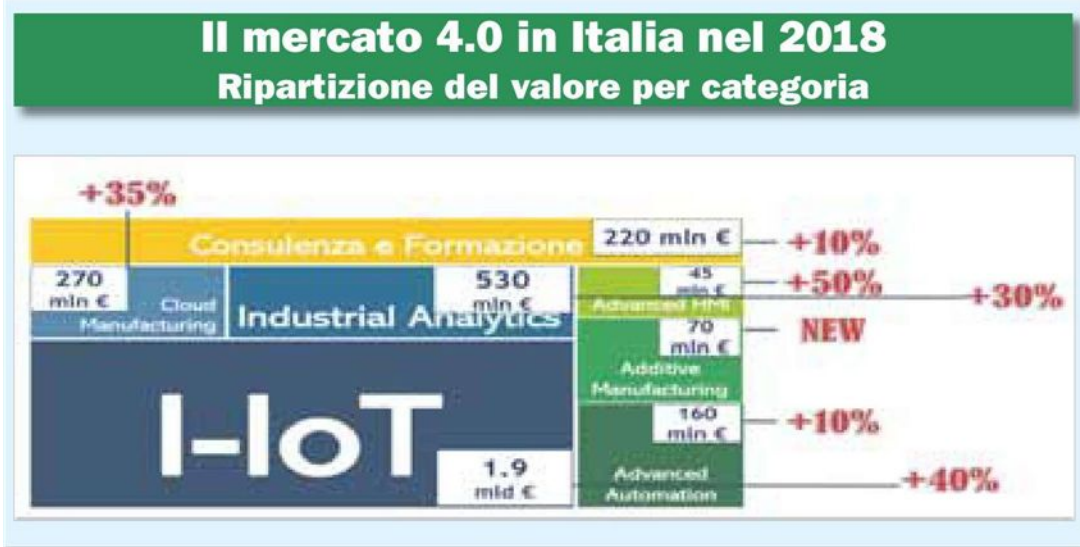 Il mercato 4.0 in Italia nel 2018
Ripartizione del valore per categoria
+35%
Consulenza e Formazione
220 mln €
+10%
270
mln €
Cloud
Manufacturing
530
mln €
Industrial Analytics
45
mln €
Advanced HMI
+50%
+30%
70
mln €
NEW
Additive
Manufacturing
I-IoT
1.9
mld €
160
mln €
+10%
Advanced
Automation
+40%